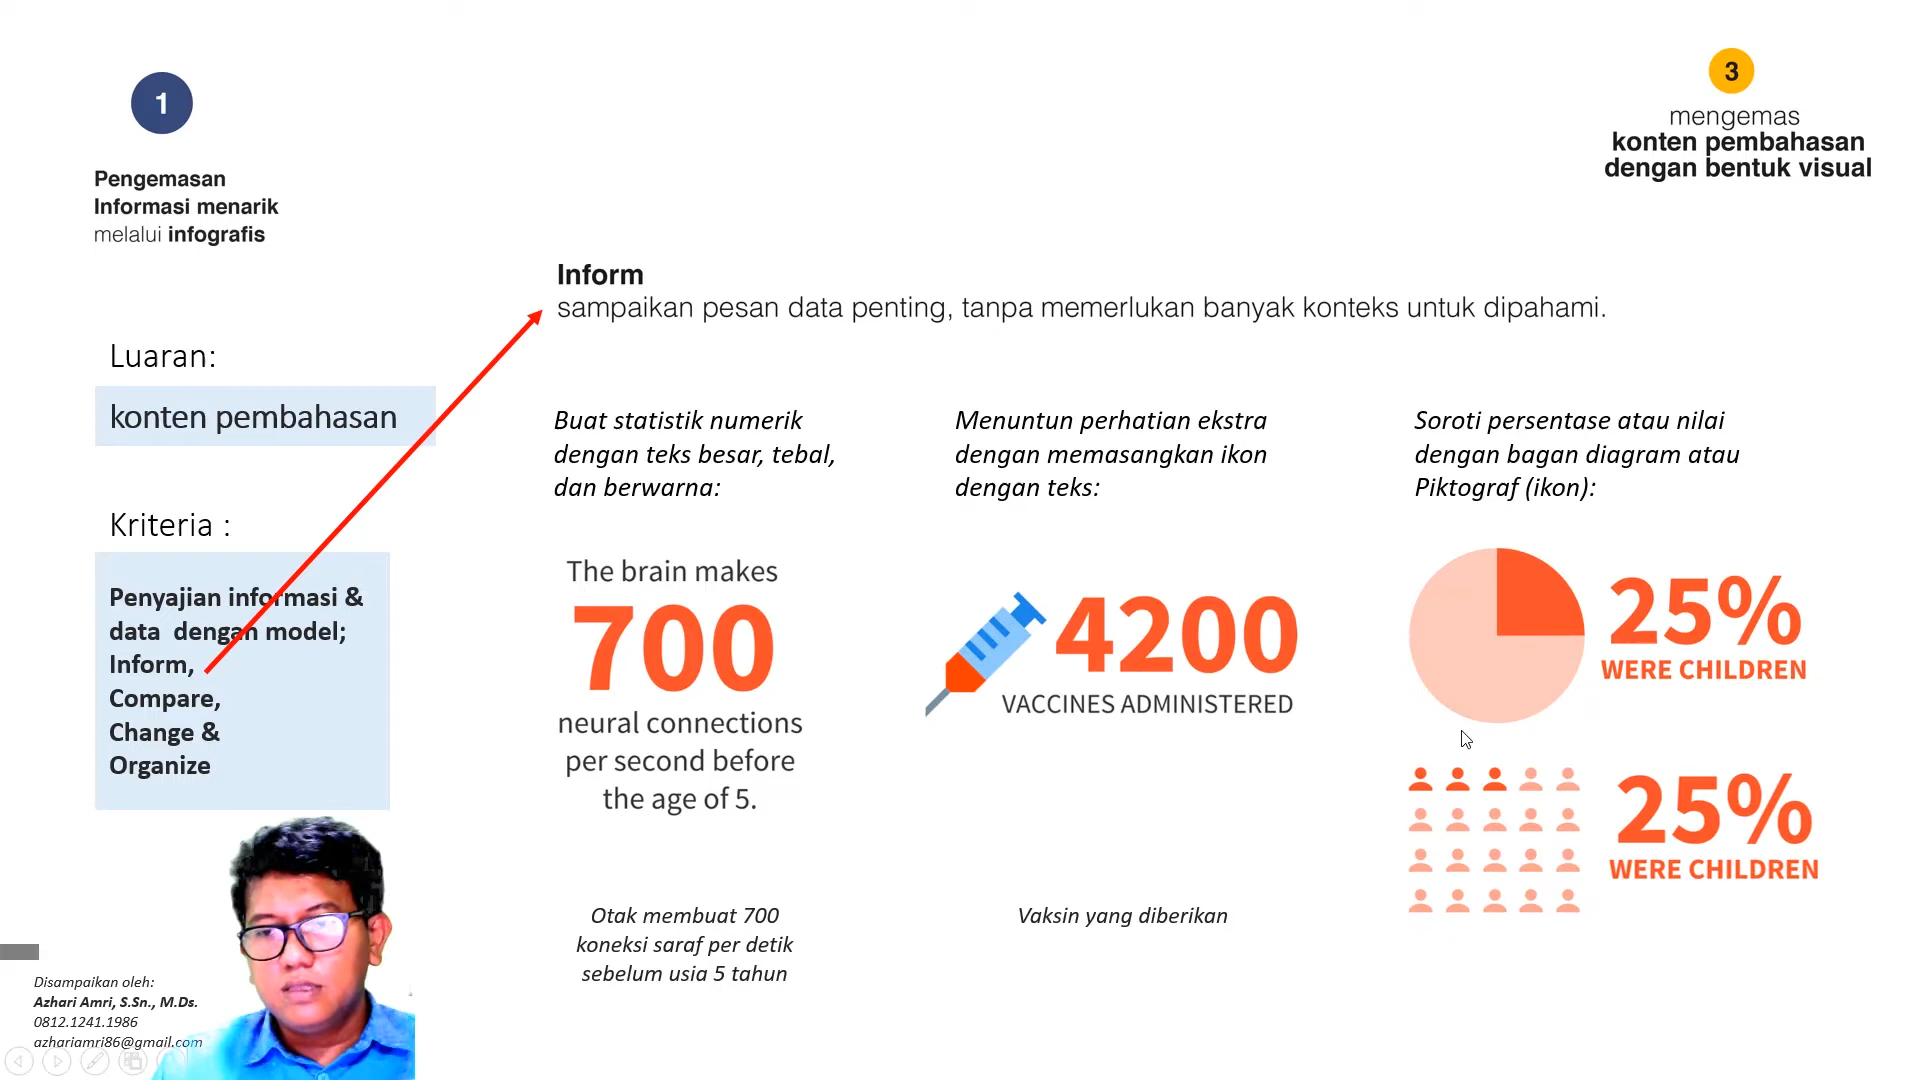 1
Pengemasan
Informasi menarik
melalui infografis
3
mengemas
konten pembahasan
dengan bentuk visual
Inform
sampaikan pesan data penting, tanpa memerlukan banyak konteks untuk dipahami.
Luaran:
konten pembahasan
Kriteria :
Penyajian informasi &
data  dengan model;
Inform,
Compare,
Change &
Organize
Buat statistik numerik
dengan teks besar, tebal,
dan berwarna:
The brain makes
700
neural connections
per second before
the age of 5.
Otak membuat 700
koneksi saraf per detik
sebelum usia 5 tahun
Menuntun perhatian ekstra
dengan memasangkan ikon
dengan teks:
4200
VACCINES ADMINISTERED
Vaksin yang diberikan
Soroti persentase atau nilai
dengan bagan diagram atau
Piktograf (ikon):
25%
WERE CHILDREN
25%
WERE CHILDREN
Disampaikan oleh:
Azhari Amri, S.Sn., M.Ds.
0812.1241.1986
azhariamri86@gmail.com